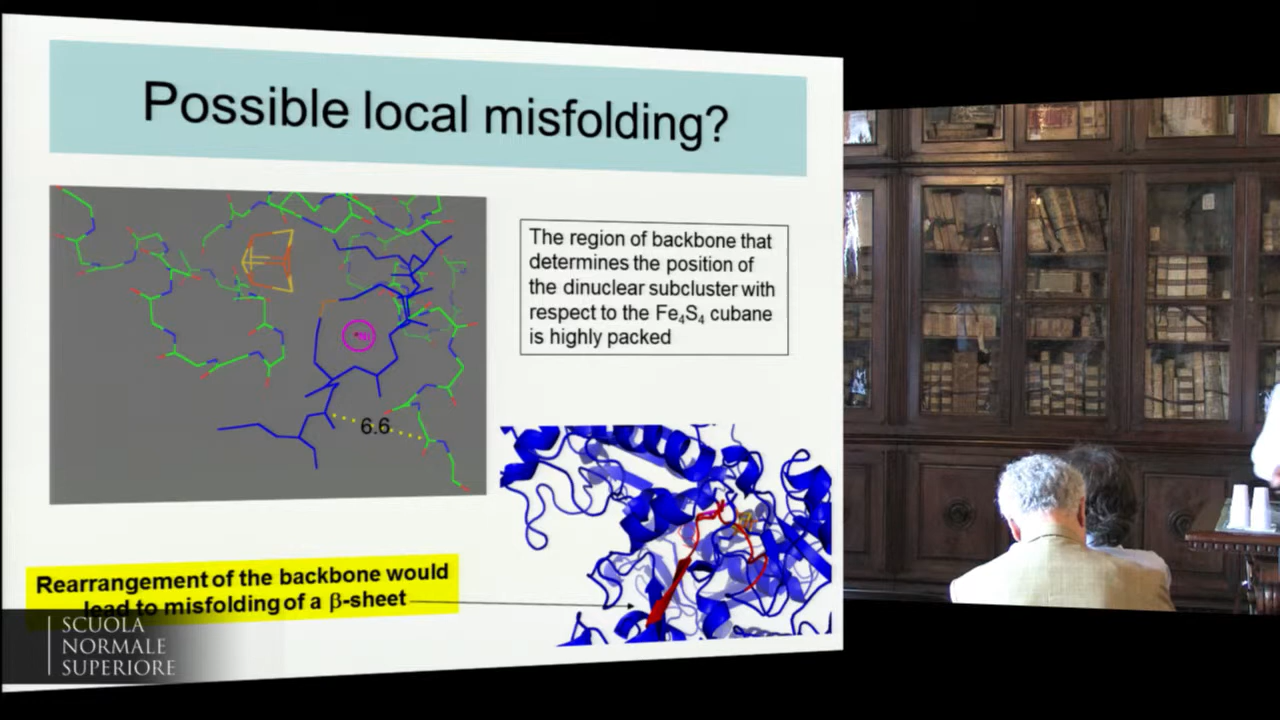 Possible local misfolding?
The region of backbone that
determines the position of
the dinuclear subcluster with
respect to the Fe₄S₄ cubane
is highly packed
6.6
Rearrangement of the backbone would
lead to misfolding of a β-sheet
SCUOLA
NORMALE
SUPERIORE